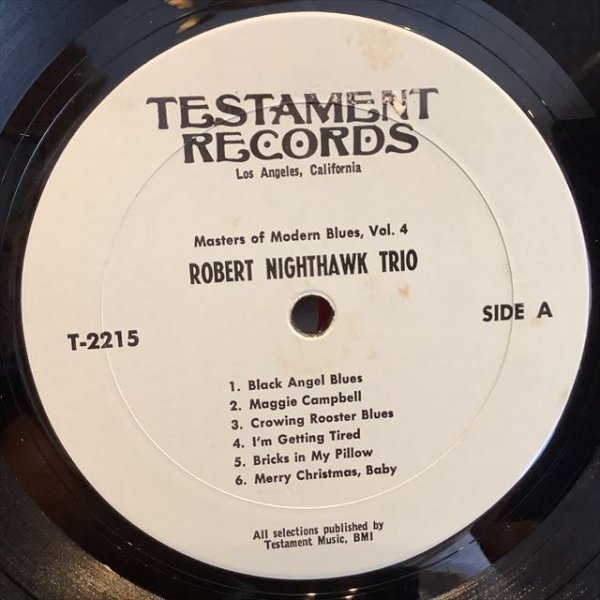 TESTAMENT
RECORDS
Los Angeles, California
Masters of Modern Blues, Vol. 4
ROBERT NIGHTHAWK TRIO
T-2215
SIDE A
1. Black Angel Blues
2. Maggie Campbell
3. Crowing Rooster Blues
4. I'm Getting Tired
5. Bricks in My Pillow
6. Merry Christmas, Baby
All selections published by
Testament Music, BMI